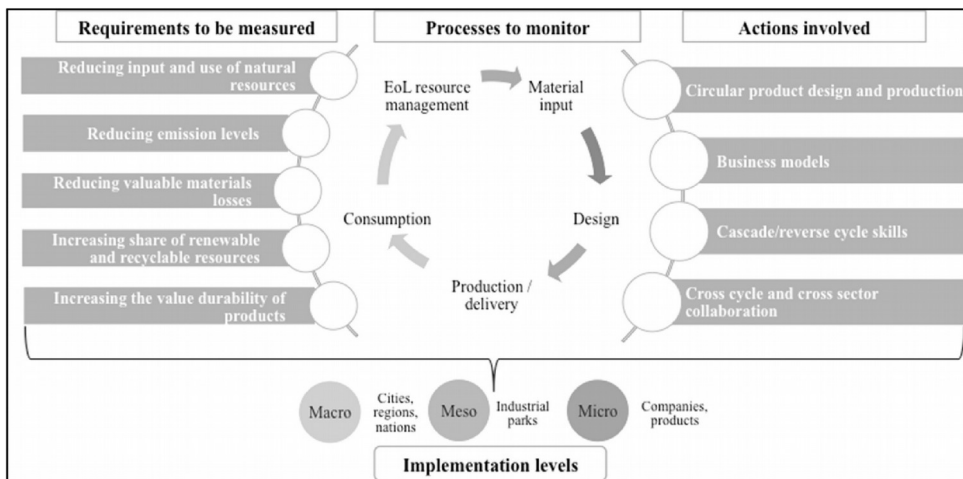 Requirements to be measured
Reducing input and use of natural
resources
Reducing emission levels
Reducing valuable materials
losses
Increasing share of renewable
and recyclable resources
Increasing the value durability of
products
Processes to monitor
EoL resource
management
Material
input
Design
Production /
delivery
Consumption
Actions involved
Circular product design and production
Business models
Cascade/reverse cycle skills
Cross cycle and cross sector
collaboration
Macro
Cities,
regions,
nations
Meso
Industrial
parks
Micro
Companies,
products
Implementation levels